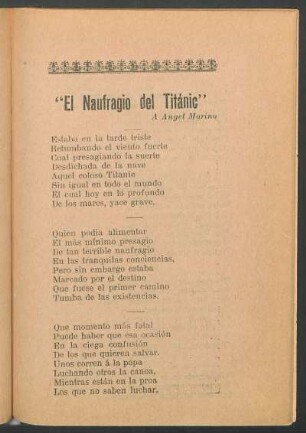 "El Naufragio del Titánic"
A Angel Marino
Estaba en la tarde triste
Retumbando el viento fuerte
Cual presagiando la suerte
Desdichada de la nave
Aquel coloso Titanic
Sin igual en todo el mundo
El cual hoy en la profondo
De los mares, yace grave.
Quien podia alimentar
El más mínimo presagio
De tan terrible naufragio
En las tranquilas conciencias,
Pero sin embargo estaba
Marcado por el destino
Que fuese el primer camino
Tumba de las existencias.
Que momento más fatal
Puede haber que ésa ocasión
En la ciega confusión
De los que quieren salvar.
Unos corren á la popa
Luchando otros la canoa,
Mientras están en la proa
Los que no saben luchar.